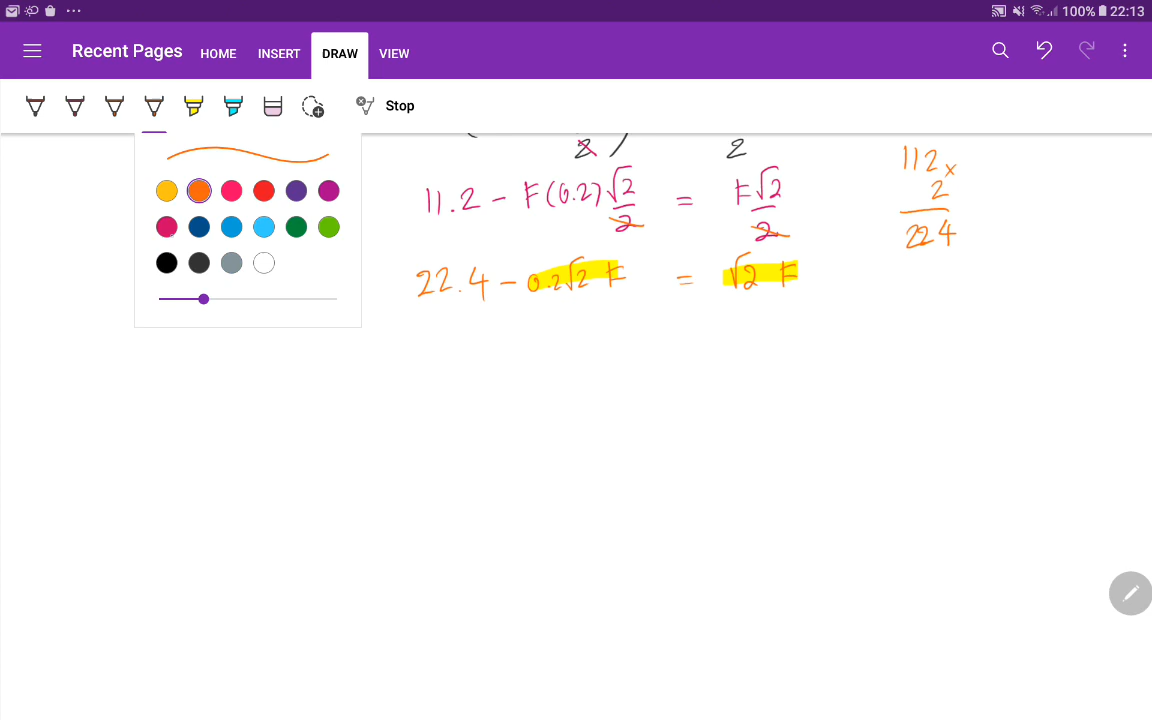 100% 22:13
Recent Pages HOME INSERT DRAW VIEW
Stop
2 2
11.2 - F(0.2) √2/2 = F√2/2
22.4 - 0.2√2 F = √2 F
112 x
2
224